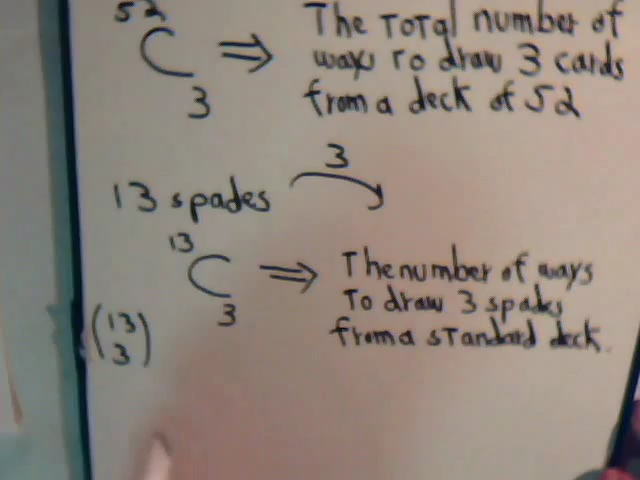 52
C
3
⇒ The Total number of
ways To draw 3 cards
from a deck of 52
13 spades
3
13
C
3
⇒ The number of ways
To draw 3 spades
from a standard deck.
(13
3)